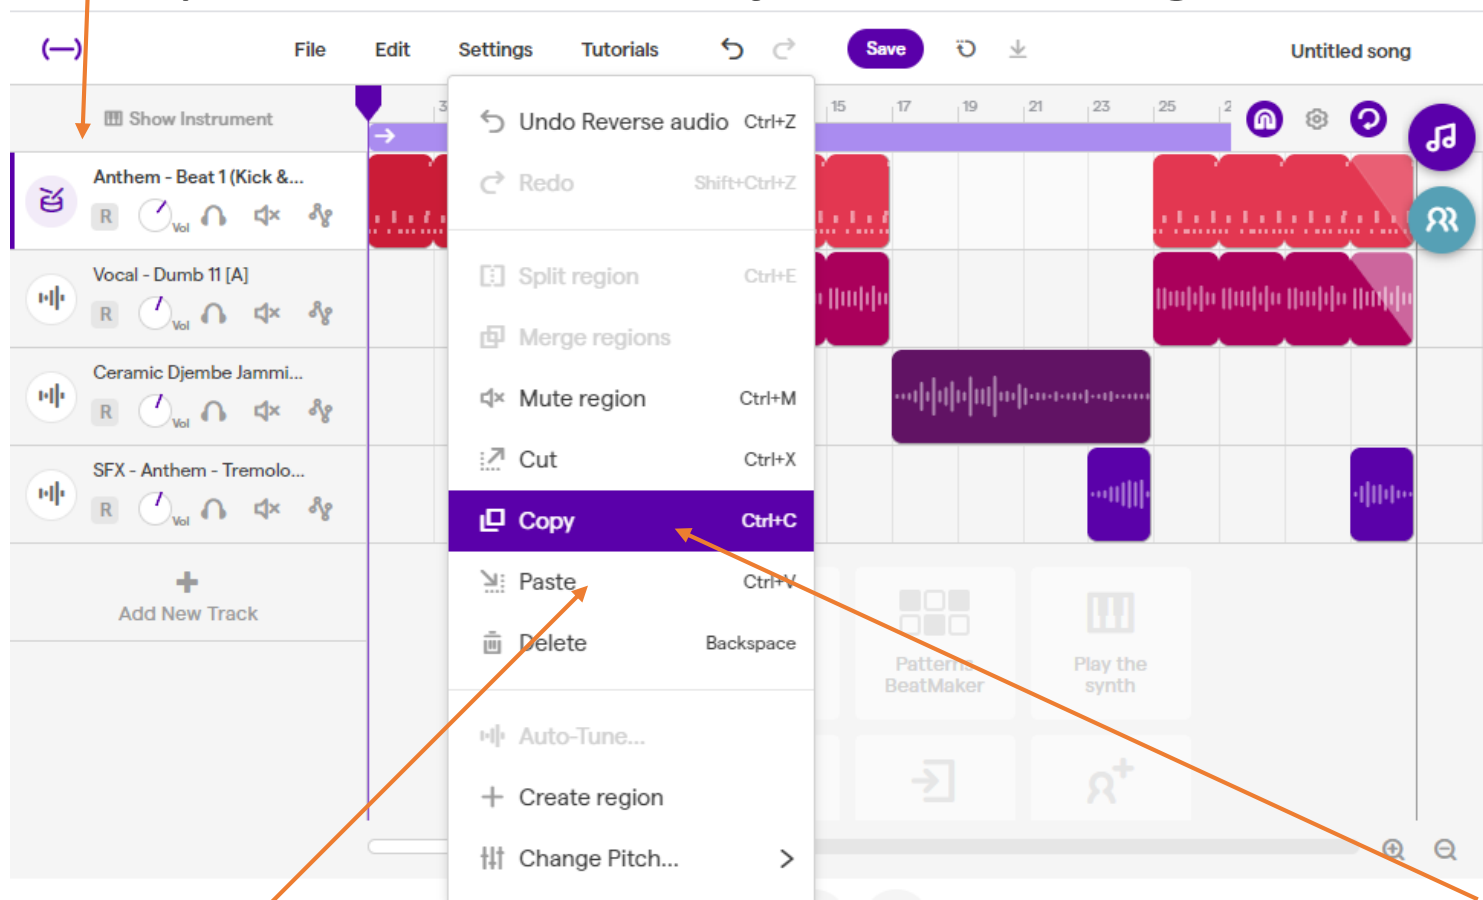 File Edit Settings Tutorials Save Untitled song
Show Instrument
3 15 17 19 21 23 25 2
Anthem - Beat 1 (Kick &...
R Vol
Vocal - Dumb 11 [A]
R Vol
Ceramic Djembe Jammi...
R Vol
SFX - Anthem - Tremolo...
R Vol
Add New Track
Undo Reverse audio Ctrl+Z
Redo Shift+Ctrl+Z
Split region Ctrl+E
Merge regions
Mute region Ctrl+M
Cut Ctrl+X
Copy Ctrl+C
Paste Ctrl+V
Delete Backspace
Auto-Tune...
Create region
Change Pitch...
Patterns
BeatMaker
Play the
synth